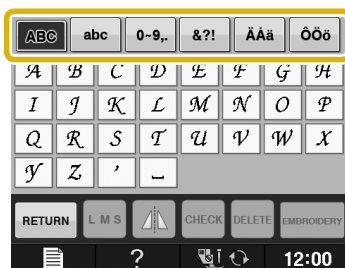 ABC abc 0~9,. &?! ÄÅä ÔÖö
A B C D E F G H
I J K L M N O P
Q R S T U V W X
Y Z ’ ⎵
RETURN L M S CHECK DELETE EMBROIDERY
? 12:00